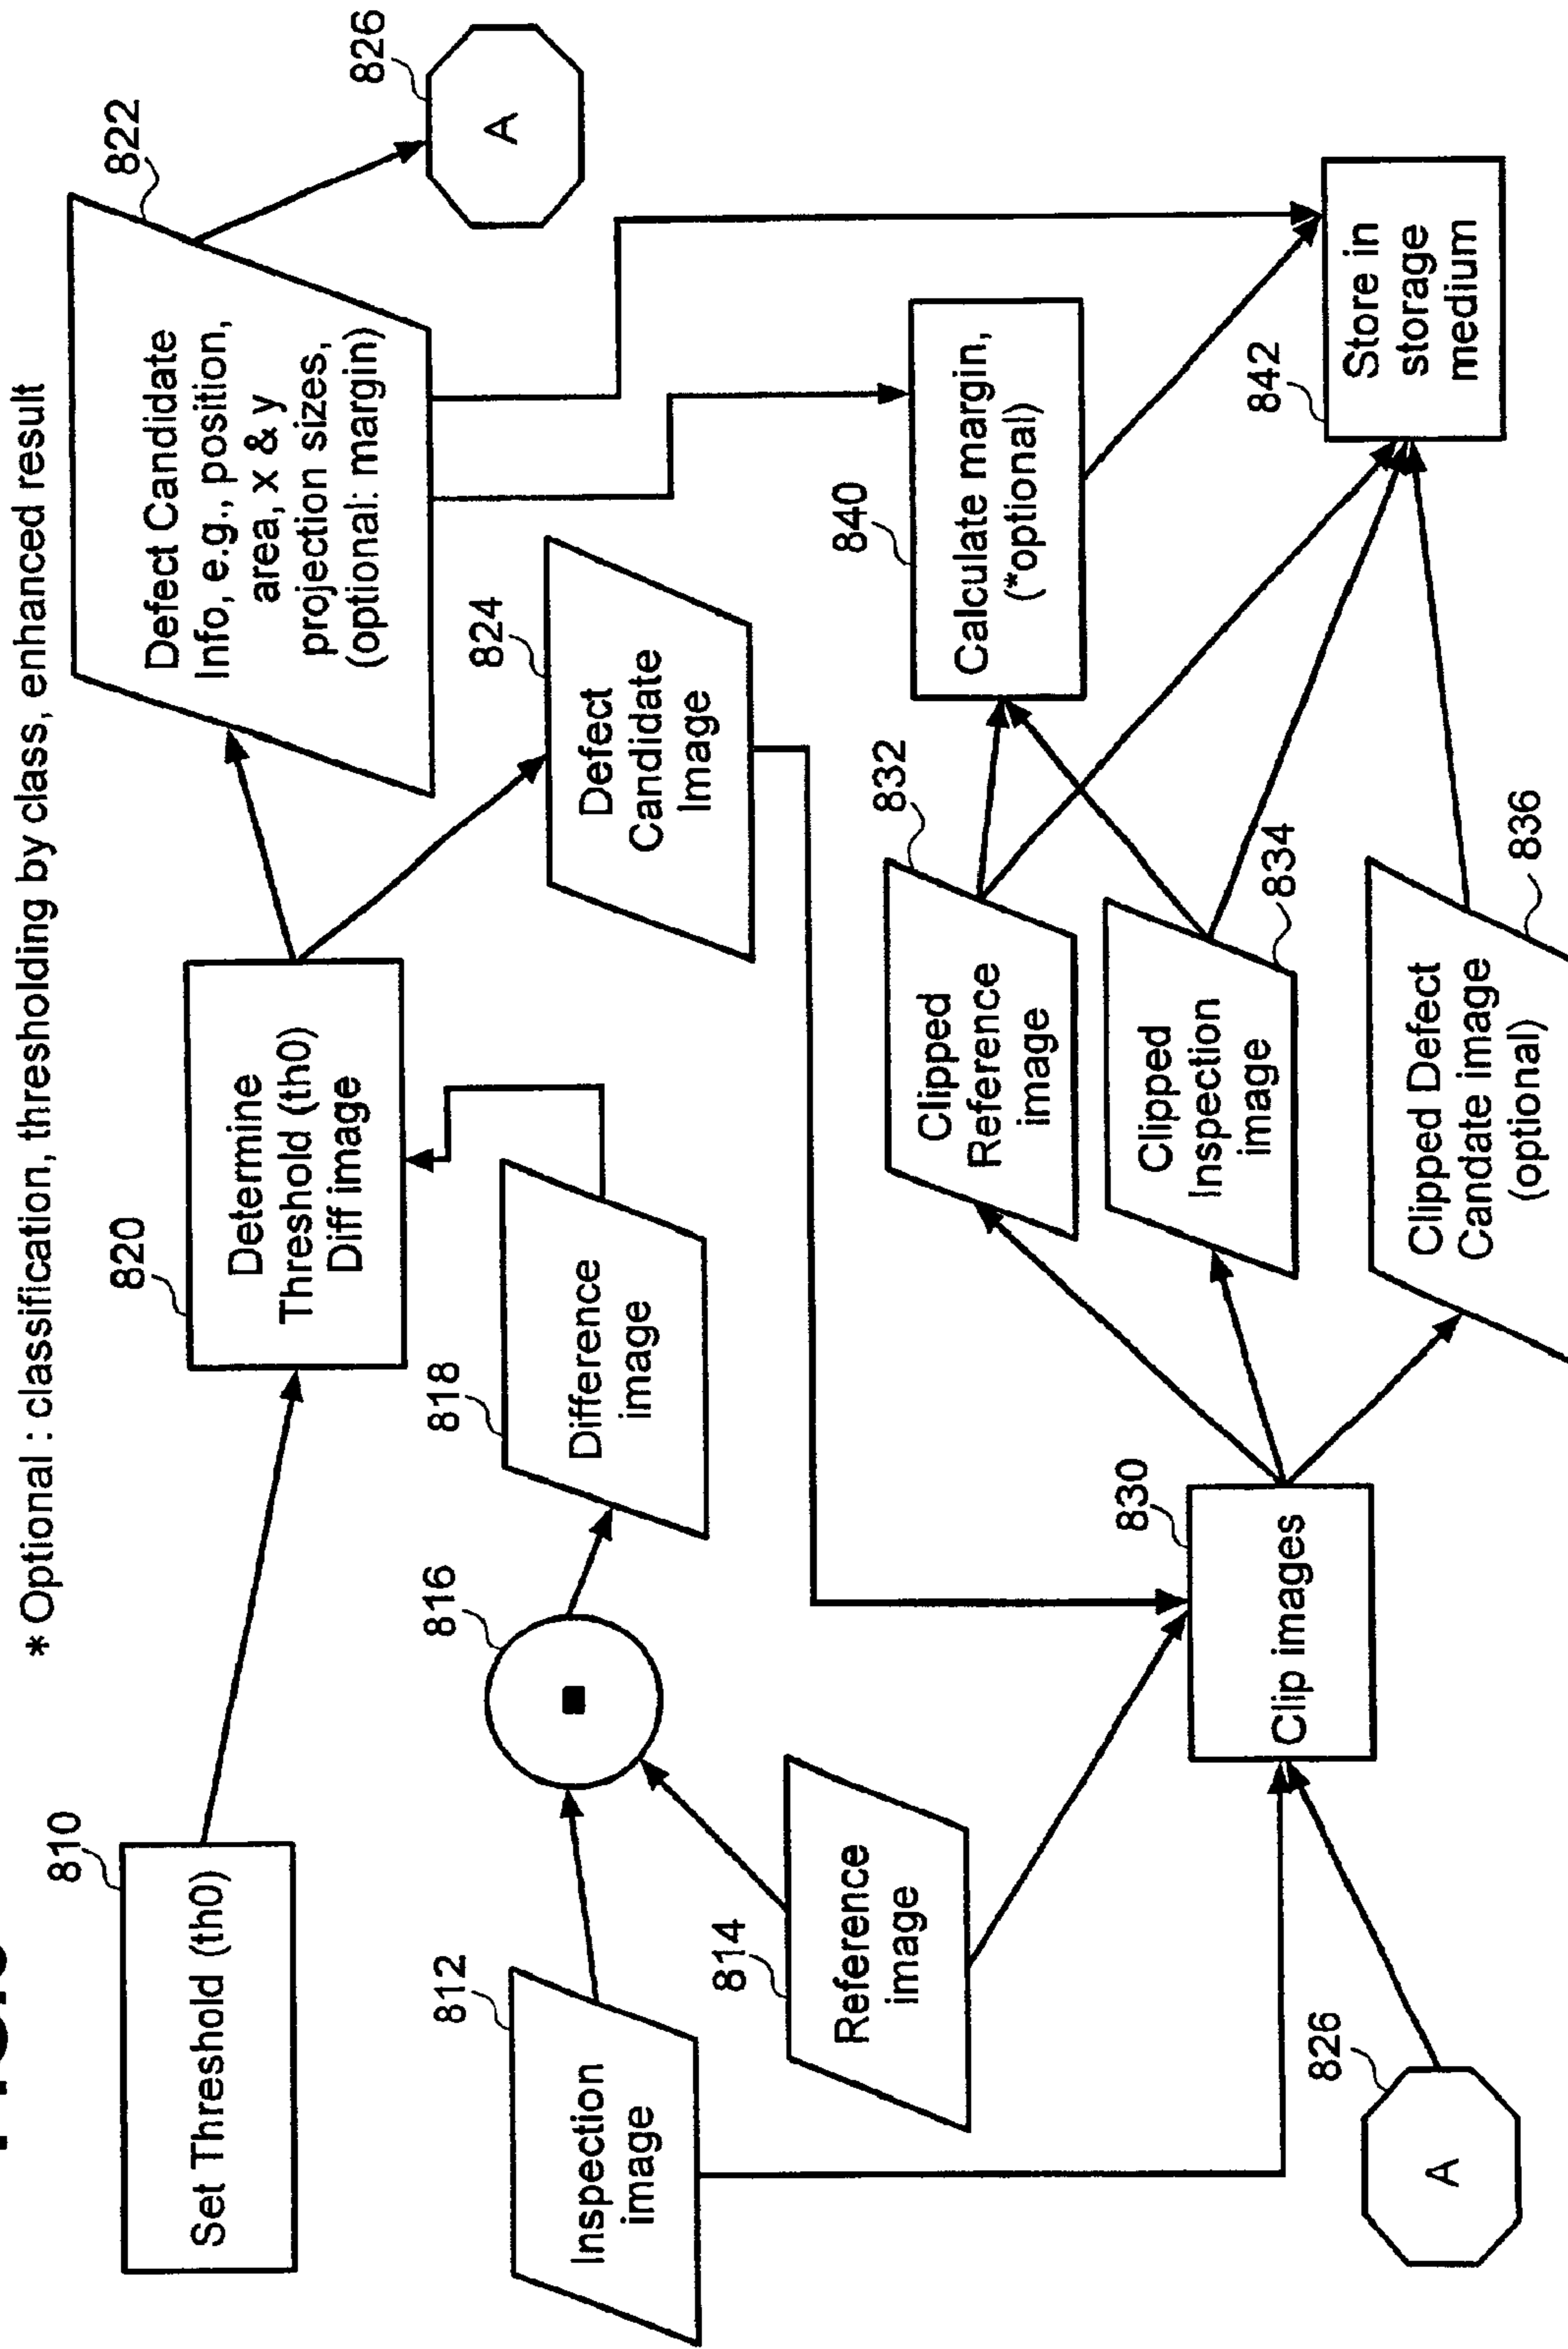 *Optional : classification, thresholding by class, enhanced result
810
Set Threshold (th0)
820
Determine
Threshold (th0)
Diff image
822
Defect Candidate
Info, e.g., position,
area, x & y
projection sizes,
(optional: margin)
826
A
812
Inspection
image
816
818
Difference
image
824
Defect
Candidate
Image
814
Reference
image
832
Clipped
Reference
image
840
Calculate margin,
(*optional)
826
A
830
Clip images
834
Clipped
Inspection
image
836
Clipped Defect
Candate image
(optional)
842
Store in
storage
medium